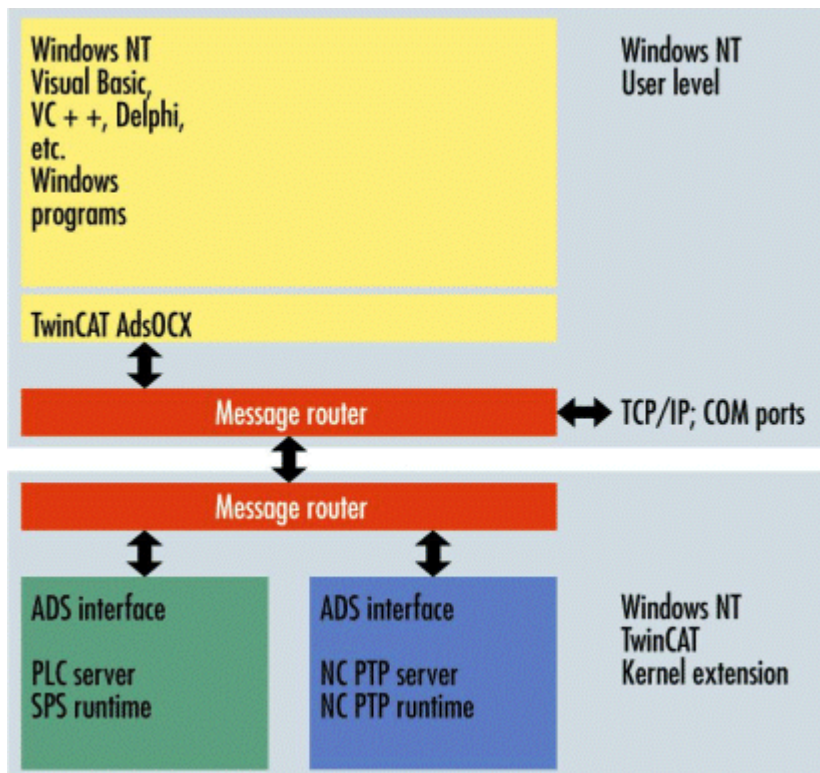 Windows NT
Visual Basic,
VC + +, Delphi,
etc.
Windows
programs
Windows NT
User level
TwinCAT AdsOCX
Message router
TCP/IP; COM ports
Message router
ADS interface
PLC server
SPS runtime
ADS interface
NC PTP server
NC PTP runtime
Windows NT
TwinCAT
Kernel extension